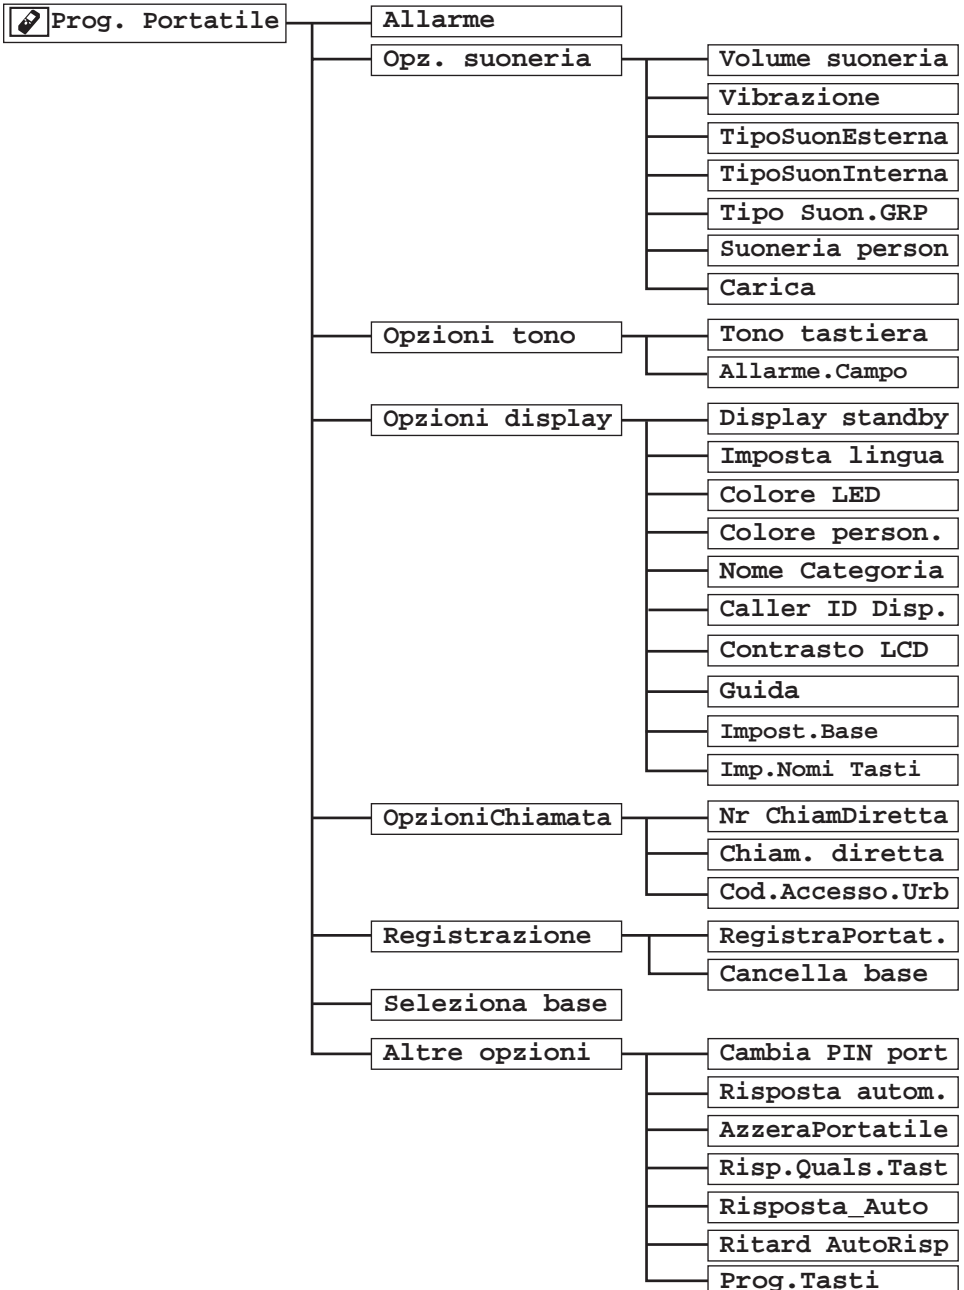 Prog. Portatile
Allarme
Opz. suoneria
Volume suoneria
Vibrazione
TipoSuonEsterna
TipoSuonInterna
Tipo Suon.GRP
Suoneria person
Carica
Opzioni tono
Tono tastiera
Allarme.Campo
Opzioni display
Display standby
Imposta lingua
Colore LED
Colore person.
Nome Categoria
Caller ID Disp.
Contrasto LCD
Guida
Impost.Base
Imp.Nomi Tasti
OpzioniChiamata
Nr ChiamDiretta
Chiam. diretta
Cod.Accesso.Urb
Registrazione
RegistraPortat.
Cancella base
Seleziona base
Altre opzioni
Cambia PIN port
Risposta autom.
AzzeraPortatile
Risp.Quals.Tast
Risposta_Auto
Ritard AutoRisp
Prog.Tasti